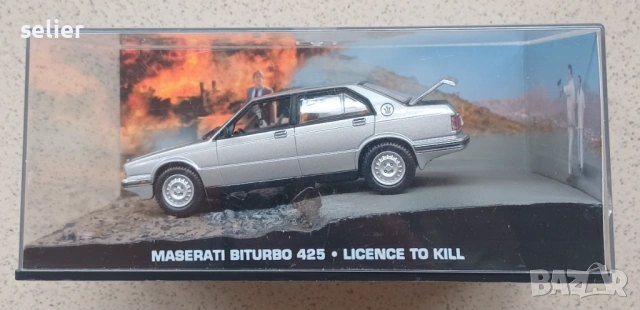 selier
MASERATI BITURBO 425 • LICENCE TO KILL
BAZAR